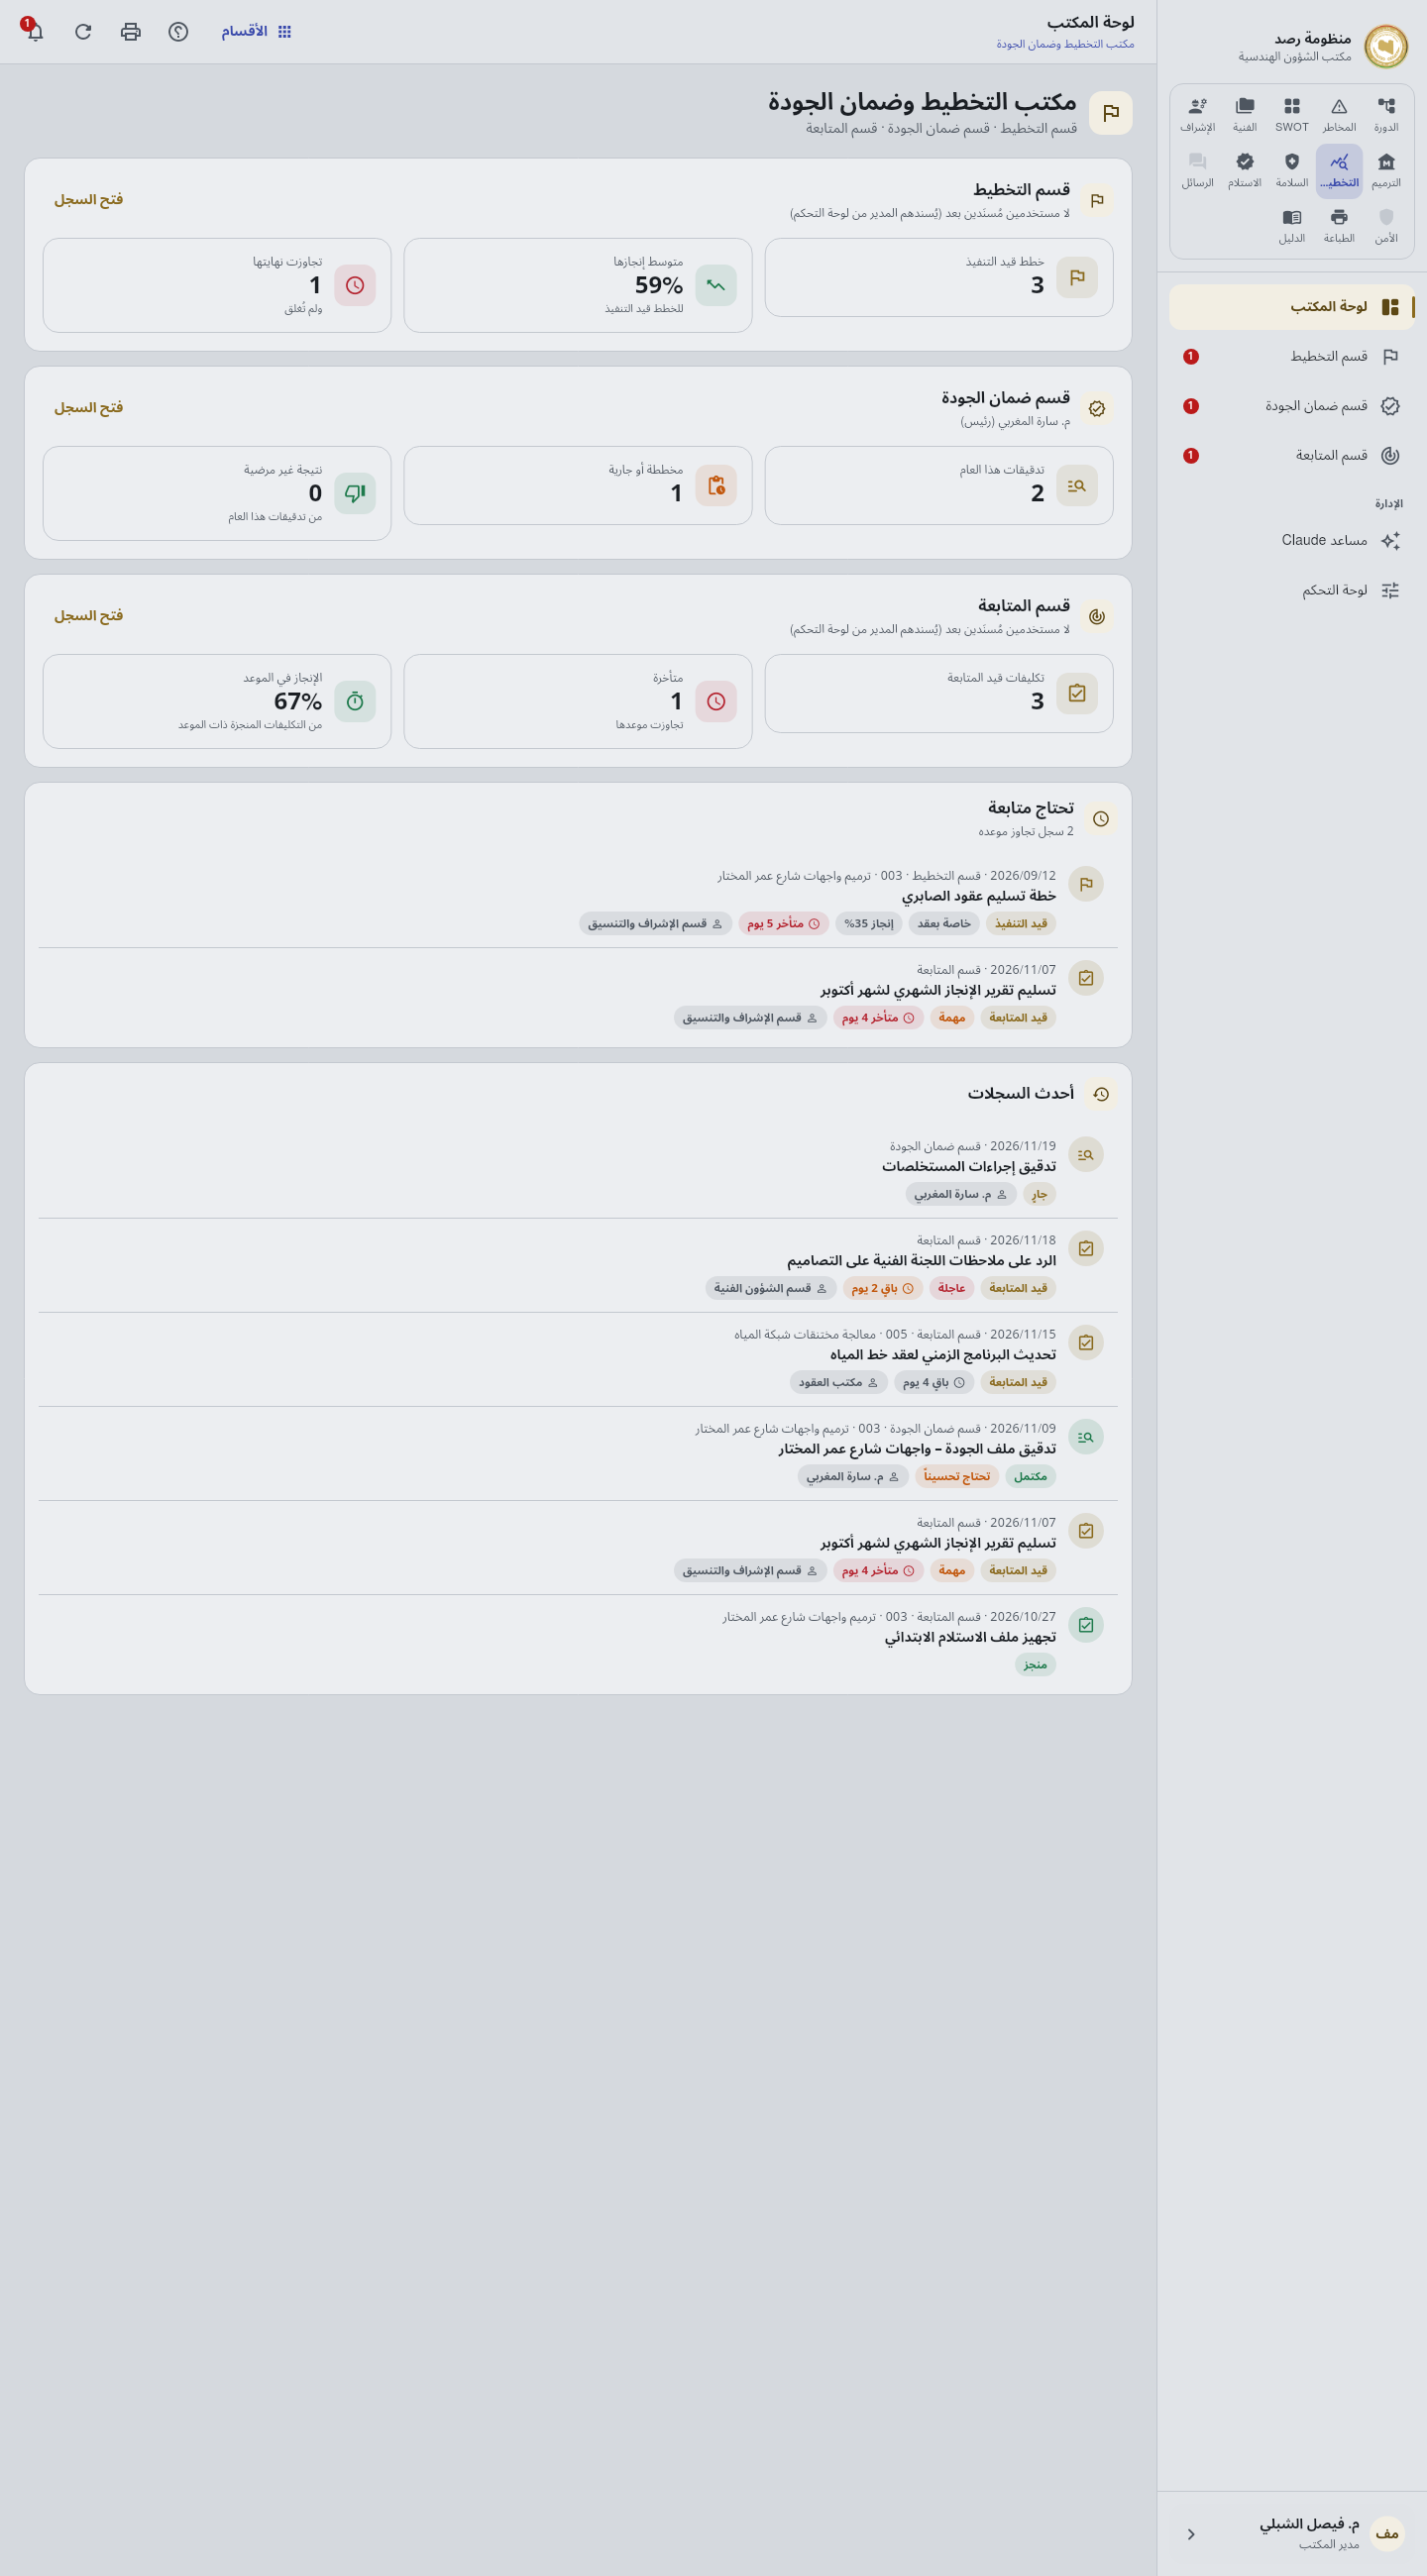 منظومة رصد
مكتب الشؤون الهندسية
الدورة
المخاطر
SWOT
الفنية
الإشراف
الترميم
التخطيـ...
السلامة
الاستلام
الرسائل
الأمن
الطباعة
الدليل
لوحة المكتب
قسم التخطيط
1
قسم ضمان الجودة
1
قسم المتابعة
1
الإدارة
مساعد Claude
لوحة التحكم
م. فيصل الشبلي
مدير المكتب
مف
لوحة المكتب
مكتب التخطيط وضمان الجودة
الأقسام
1
مكتب التخطيط وضمان الجودة
قسم التخطيط · قسم ضمان الجودة · قسم المتابعة
قسم التخطيط
لا مستخدمين مُسنَدين بعد (يُسندهم المدير من لوحة التحكم)
فتح السجل
خطط قيد التنفيذ
3
متوسط إنجازها
59%
للخطط قيد التنفيذ
تجاوزت نهايتها
1
ولم تُغلق
قسم ضمان الجودة
م. سارة المغربي (رئيس)
فتح السجل
تدقيقات هذا العام
2
مخططة أو جارية
1
نتيجة غير مرضية
0
من تدقيقات هذا العام
قسم المتابعة
لا مستخدمين مُسنَدين بعد (يُسندهم المدير من لوحة التحكم)
فتح السجل
تكليفات قيد المتابعة
3
متأخرة
1
تجاوزت موعدها
الإنجاز في الموعد
67%
من التكليفات المنجزة ذات الموعد
تحتاج متابعة
2 سجل تجاوز موعده
2026/09/12 · قسم التخطيط · 003 · ترميم واجهات شارع عمر المختار
خطة تسليم عقود الصابري
قيد التنفيذ خاصة بعقد إنجاز 35% متأخر 5 يوم قسم الإشراف والتنسيق
2026/11/07 · قسم المتابعة
تسليم تقرير الإنجاز الشهري لشهر أكتوبر
قيد المتابعة مهمة متأخر 4 يوم قسم الإشراف والتنسيق
أحدث السجلات
2026/11/19 · قسم ضمان الجودة
تدقيق إجراءات المستخلصات
جارٍ م. سارة المغربي
2026/11/18 · قسم المتابعة
الرد على ملاحظات اللجنة الفنية على التصاميم
قيد المتابعة عاجلة باقٍ 2 يوم قسم الشؤون الفنية
2026/11/15 · قسم المتابعة · 005 · معالجة مختنقات شبكة المياه
تحديث البرنامج الزمني لعقد خط المياه
قيد المتابعة باقٍ 4 يوم مكتب العقود
2026/11/09 · قسم ضمان الجودة · 003 · ترميم واجهات شارع عمر المختار
تدقيق ملف الجودة – واجهات شارع عمر المختار
مكتمل تحتاج تحسيناً م. سارة المغربي
2026/11/07 · قسم المتابعة
تسليم تقرير الإنجاز الشهري لشهر أكتوبر
قيد المتابعة مهمة متأخر 4 يوم قسم الإشراف والتنسيق
2026/10/27 · قسم المتابعة · 003 · ترميم واجهات شارع عمر المختار
تجهيز ملف الاستلام الابتدائي
منجز